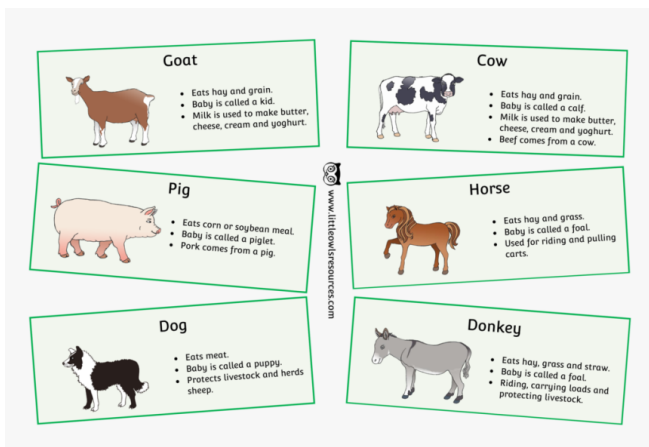 Goat
• Eats hay and grain.
• Baby is called a kid.
• Milk is used to make butter,
cheese, cream and yoghurt.
Cow
• Eats hay and grain.
• Baby is called a calf.
• Milk is used to make butter,
cheese, cream and yoghurt.
• Beef comes from a cow.
Pig
• Eats corn or soybean meal.
• Baby is called a piglet.
• Pork comes from a pig.
www.littleowlsresources.com
Horse
• Eats hay and grass.
• Baby is called a foal.
• Used for riding and pulling
carts.
Dog
• Eats meat.
• Baby is called a puppy.
• Protects livestock and herds
sheep.
Donkey
• Eats hay, grass and straw.
• Baby is called a foal.
• Riding, carrying loads and
protecting livestock.